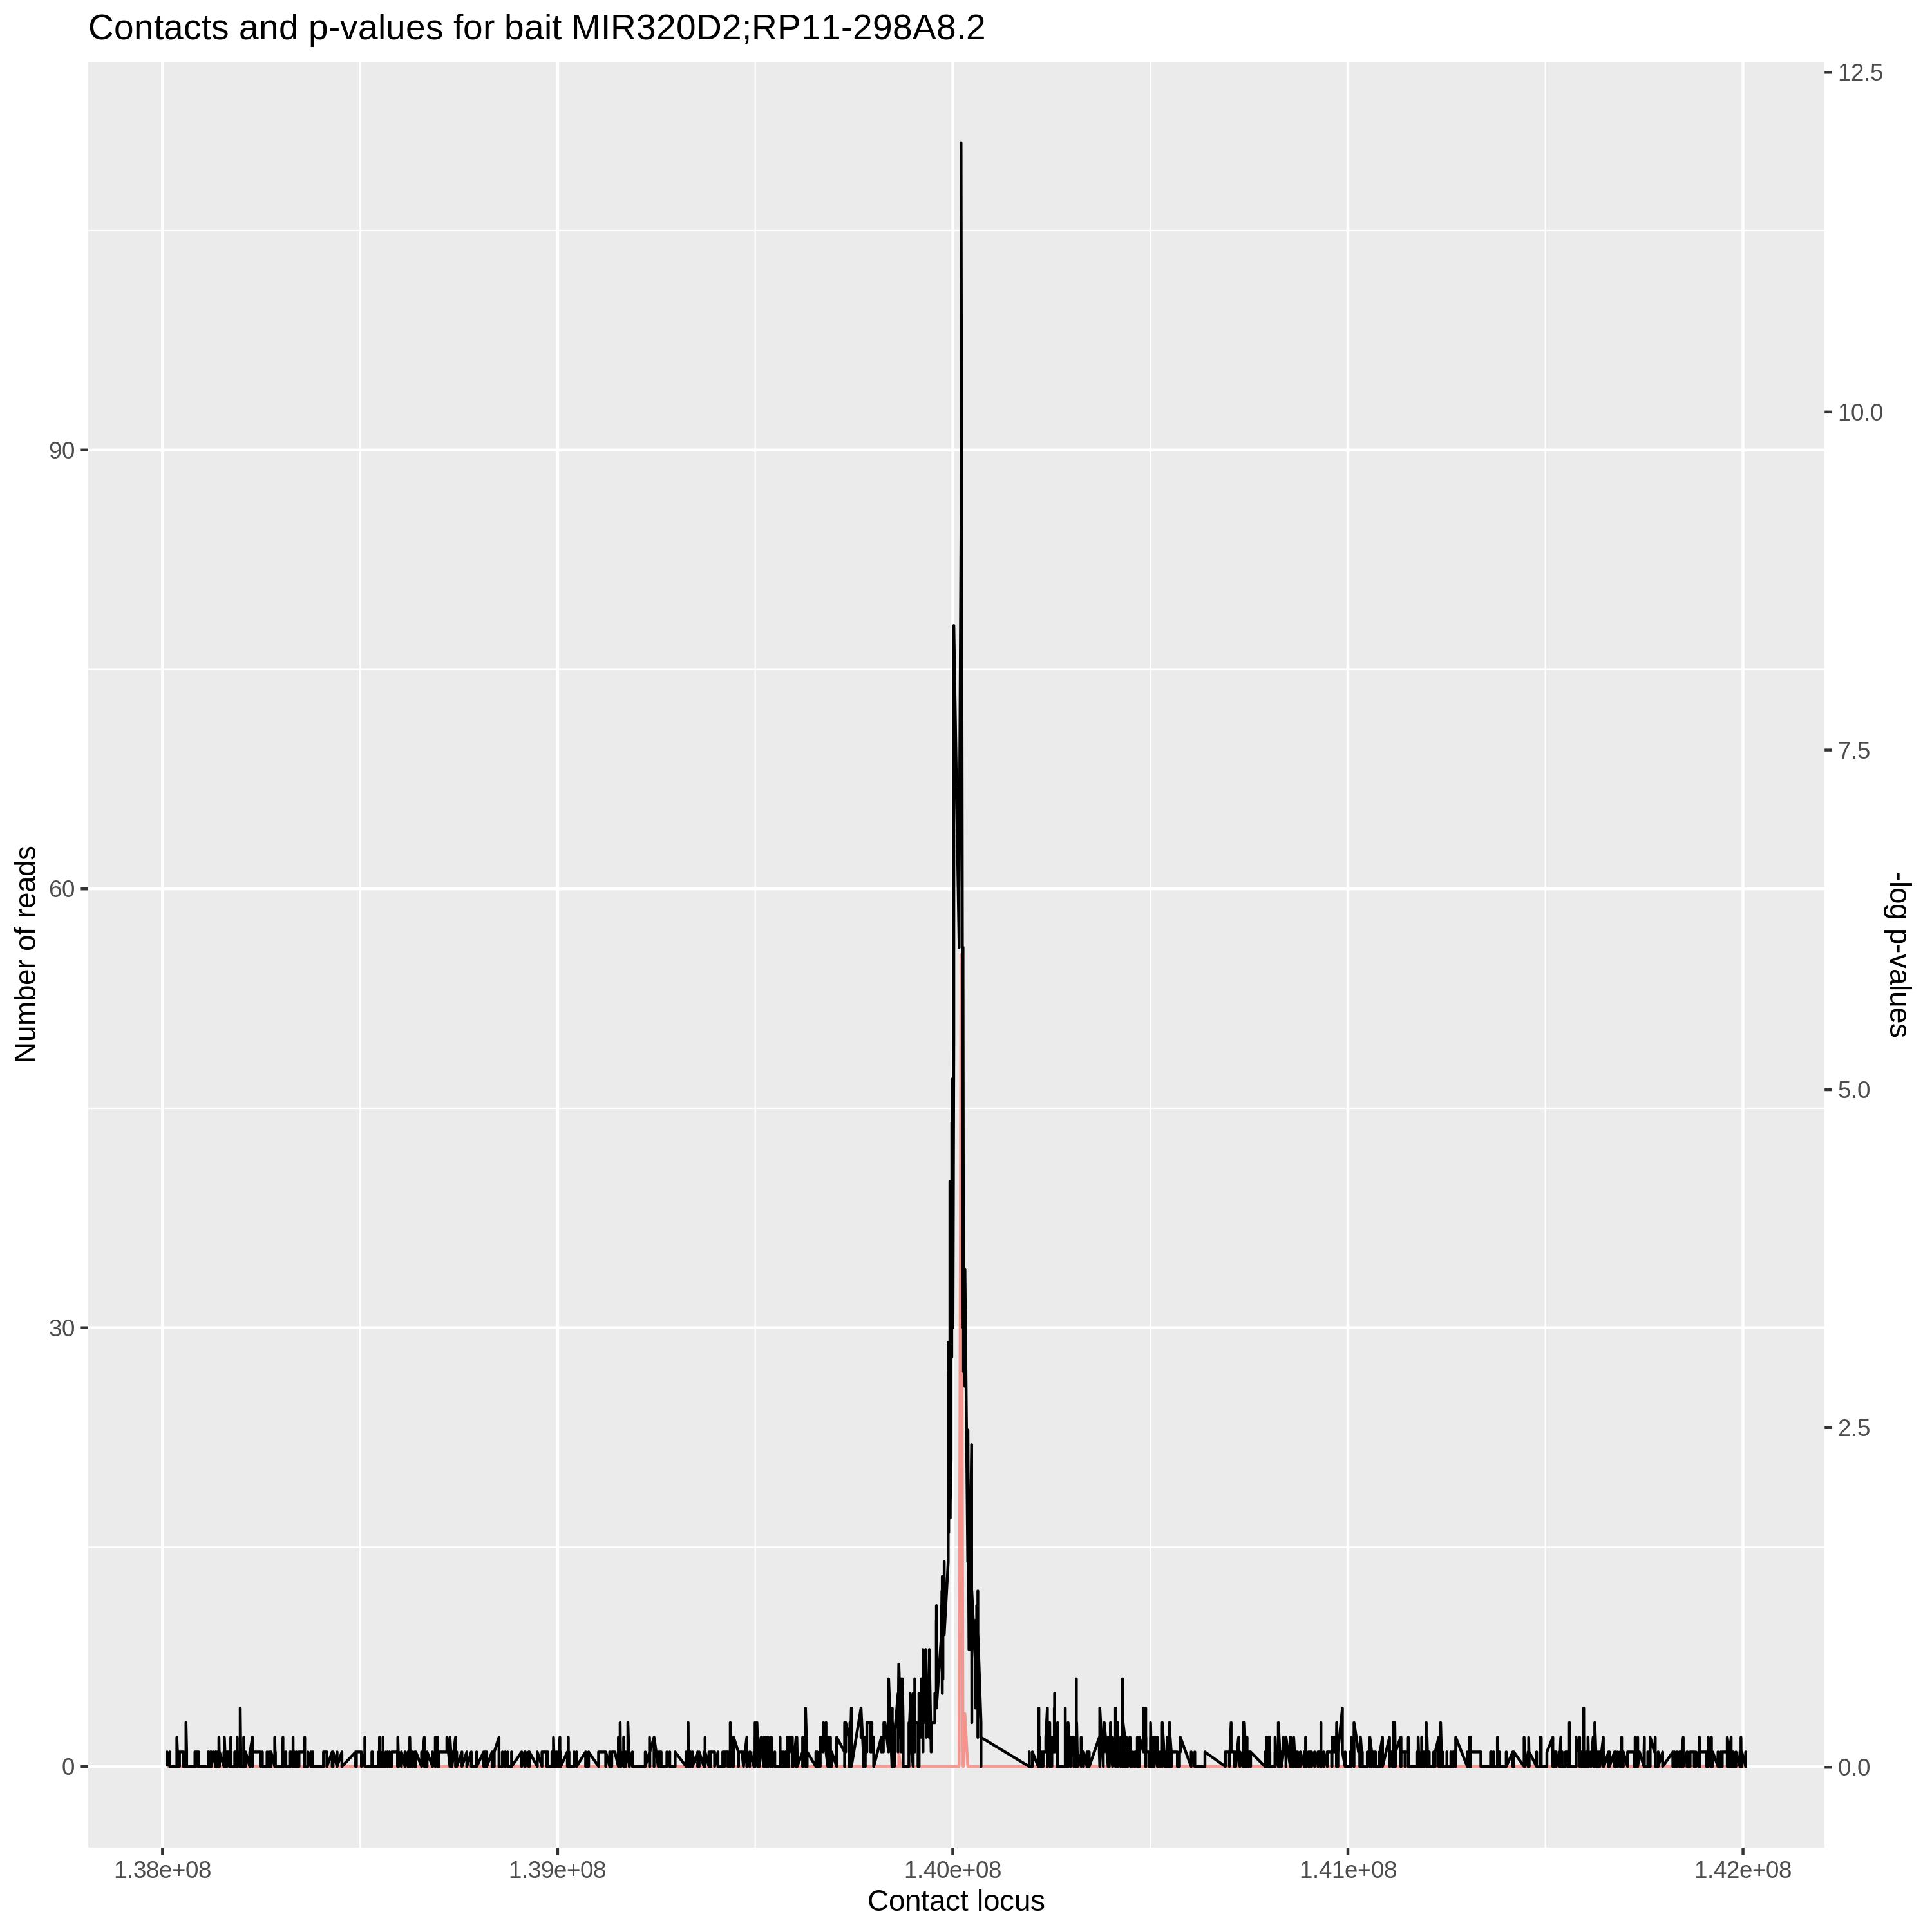 Contacts and p-values for bait MIR320D2;RP11-298A8.2
12.5
10.0
7.5
5.0
2.5
0.0
90
60
30
0
Number of reads
-log p-values
1.38e+08
1.39e+08
1.40e+08
1.41e+08
1.42e+08
Contact locus